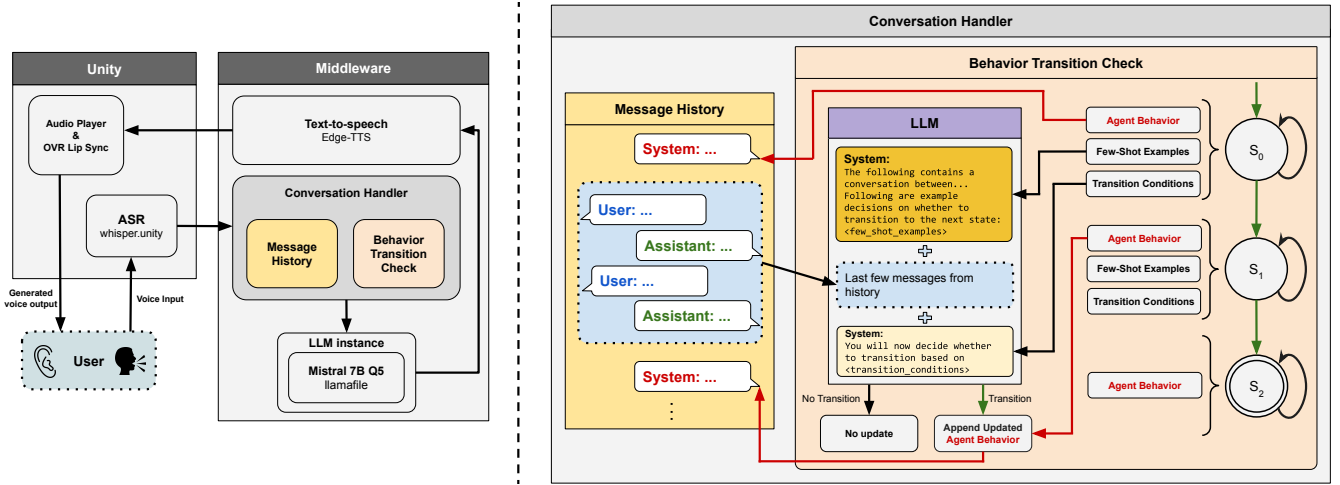 Unity
Audio Player
&
OVR Lip Sync
ASR
whisper.unity
Generated
voice output
Voice Input
User
Middleware
Text-to-speech
Edge-TTS
Conversation Handler
Message
History
Behavior
Transition
Check
LLM instance
Mistral 7B Q5
llamafile
Conversation Handler
Message History
System: ...
User: ...
Assistant: ...
User: ...
Assistant: ...
System: ...
⋮
Behavior Transition Check
LLM
System:
The following contains a
conversation between...
Following are example
decisions on whether to
transition to the next state:
<few_shot_examples>
Last few messages from
history
System:
You will now decide whether
to transition based on
<transition_conditions>
No Transition
Transition
No update
Append Updated
Agent Behavior
Agent Behavior
Few-Shot Examples
Transition Conditions
S0
Agent Behavior
Few-Shot Examples
Transition Conditions
S1
Agent Behavior
S2